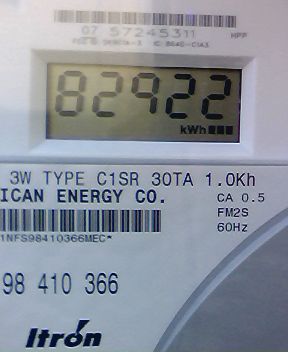 07 57245311 MPP
82922
kWh
3W TYPE C1SR 30TA 1.0Kh
ICAN ENERGY CO. CA 0.5
FM2S
1NFS98410366MEC* 60Hz
98 410 366
Itron